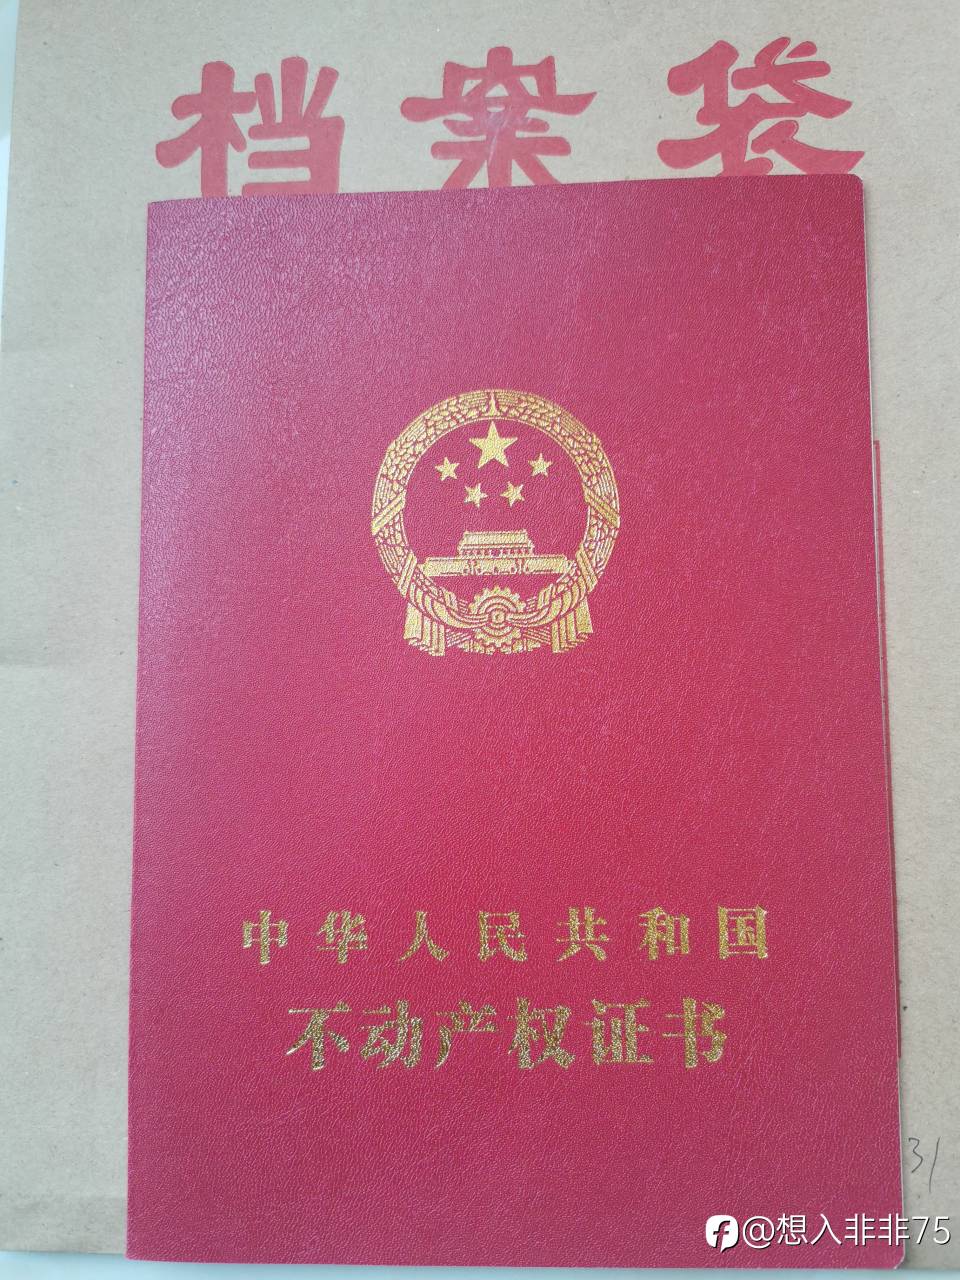 档案袋
中华人民共和国
不动产权证书
31
@想入非非75